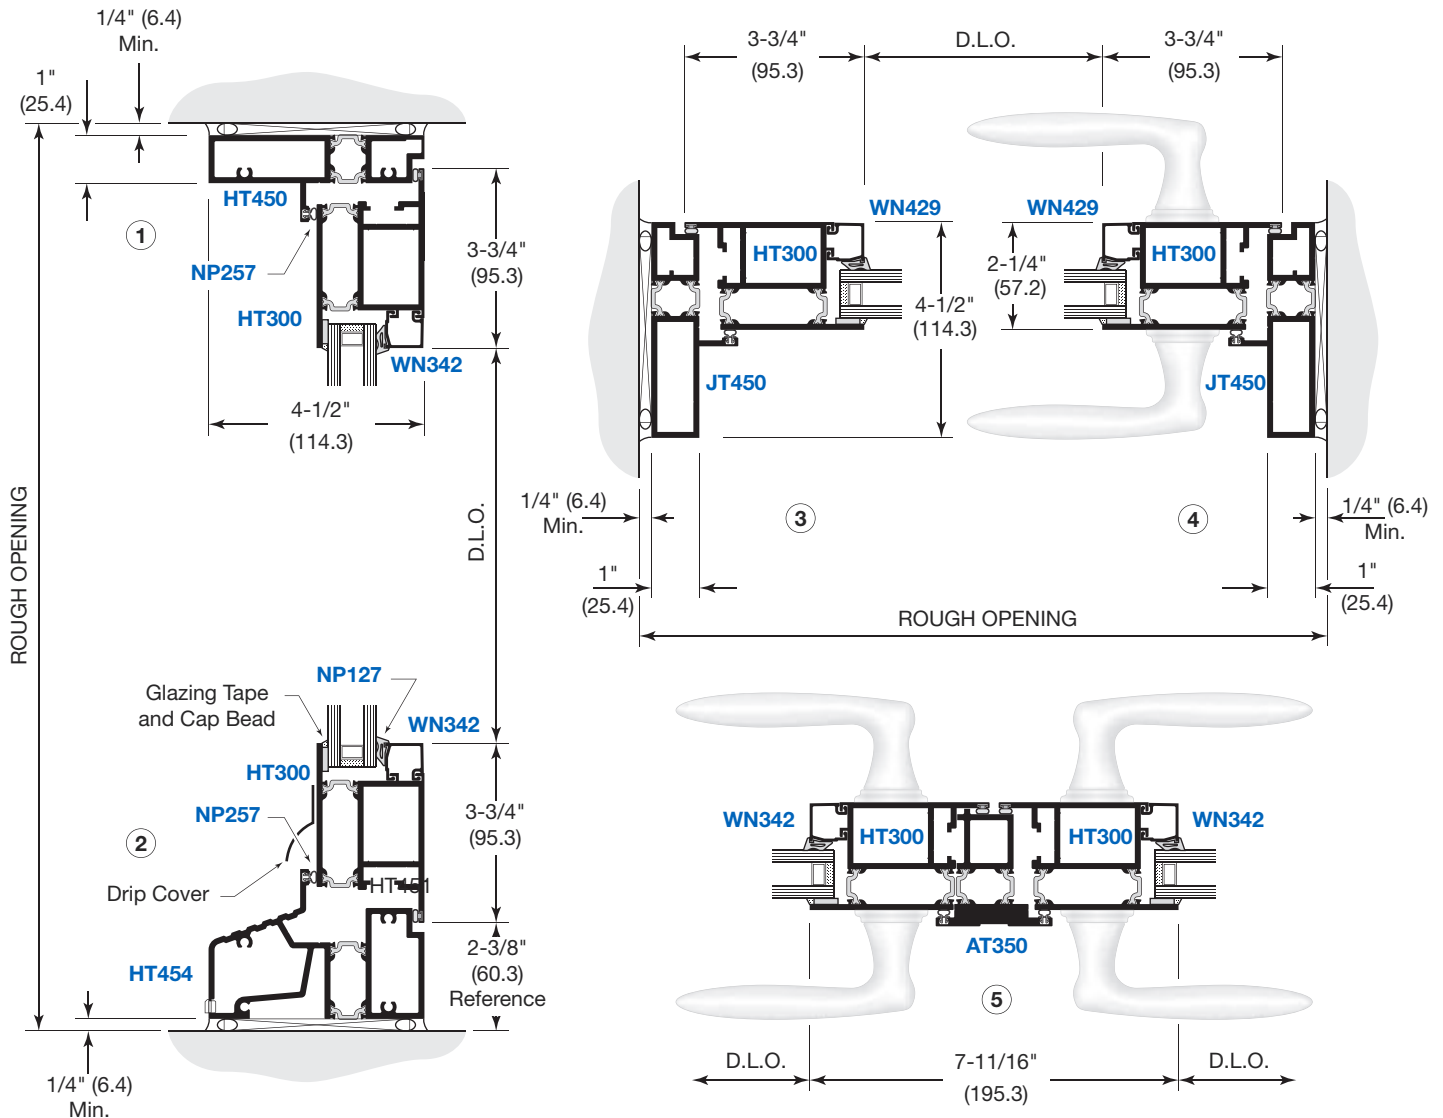 1/4" (6.4)
Min.
1"
(25.4)
HT450
1
NP257
HT300
3-3/4"
(95.3)
WN342
4-1/2"
(114.3)
ROUGH OPENING
D.L.O.
NP127
Glazing Tape
and Cap Bead
WN342
HT300
NP257
2
3-3/4"
(95.3)
Drip Cover
HT451
HT454
2-3/8"
(60.3)
Reference
1/4" (6.4)
Min.
3-3/4"
(95.3)
D.L.O.
3-3/4"
(95.3)
WN429
WN429
HT300
HT300
2-1/4"
(57.2)
4-1/2"
(114.3)
JT450
JT450
1/4" (6.4)
Min.
3
4
1/4" (6.4)
Min.
1"
(25.4)
1"
(25.4)
ROUGH OPENING
WN342
HT300
HT300
WN342
AT350
5
D.L.O.
7-11/16"
(195.3)
D.L.O.